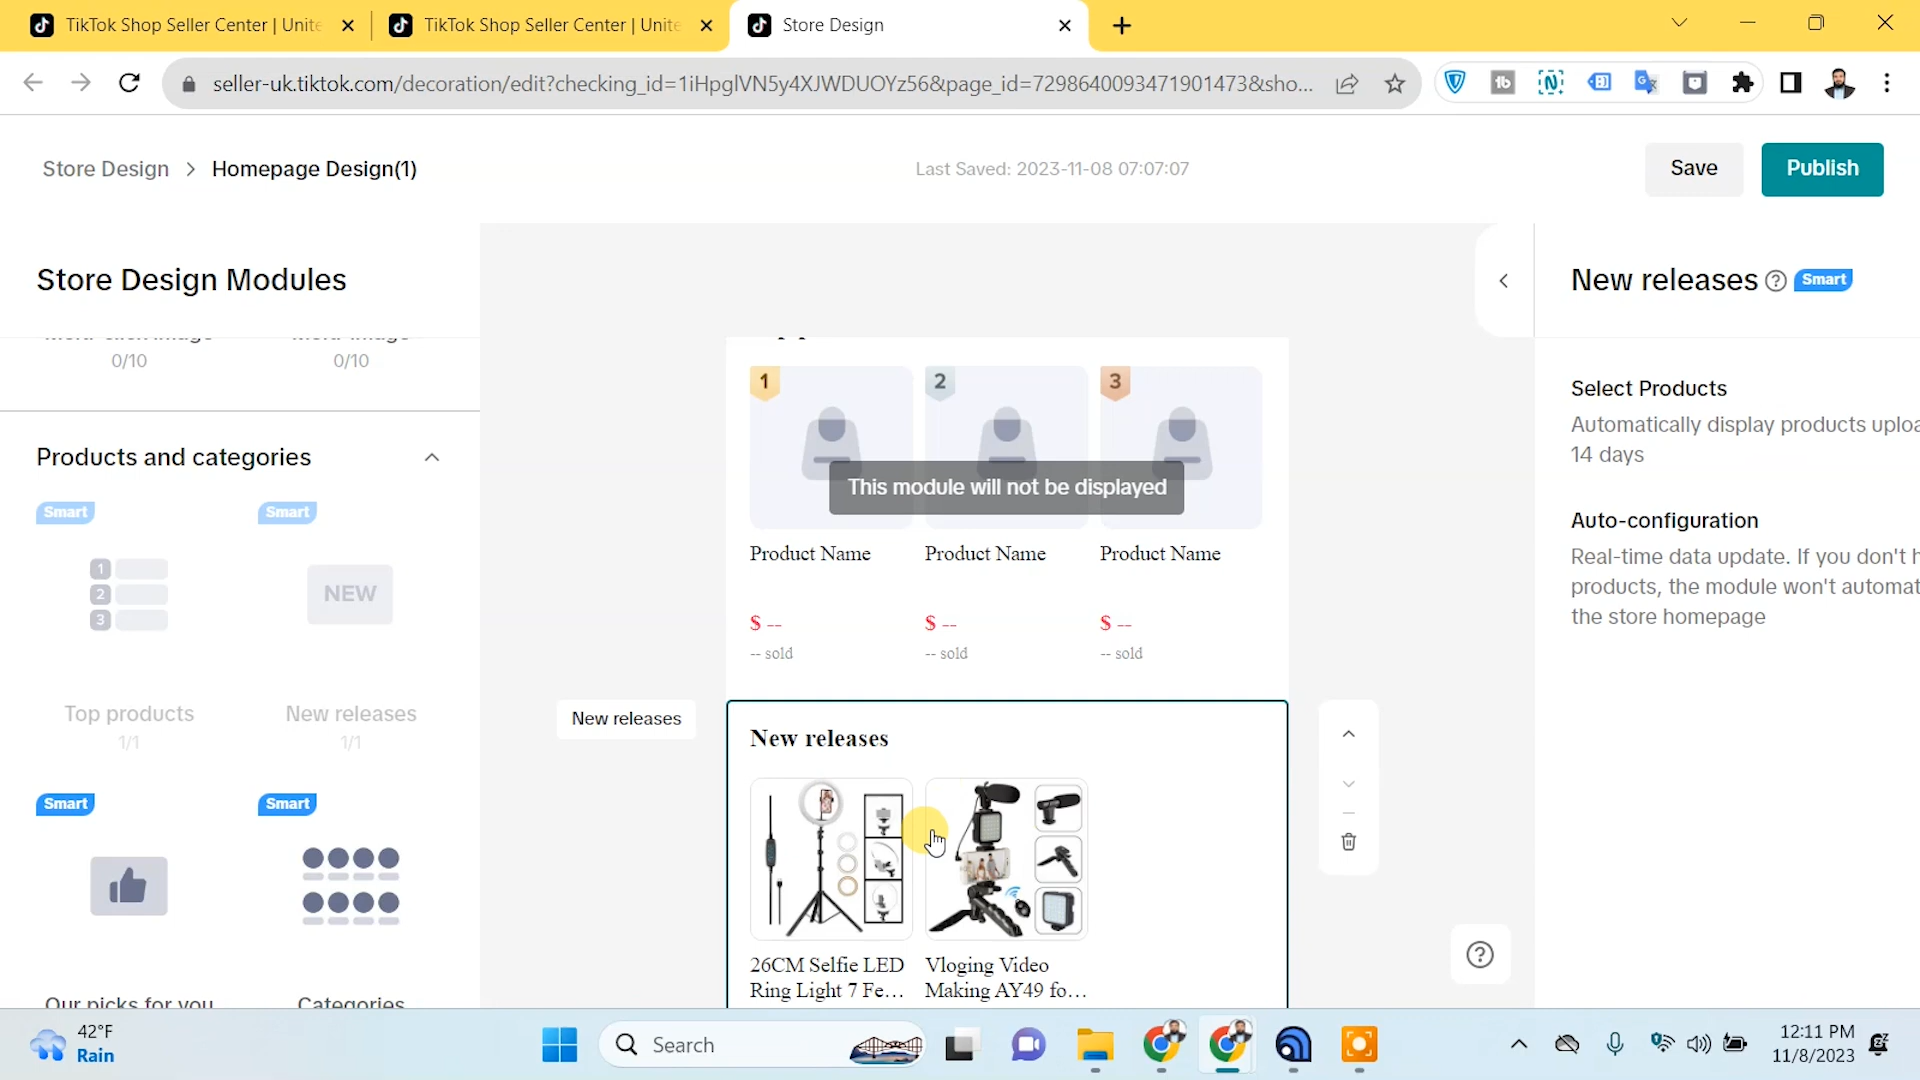 TikTok Shop Seller Center | Unite
TikTok Shop Seller Center | Unite
Store Design
seller-uk.tiktok.com/decoration/edit?checking_id=1iHpglVN5y4XJWDUOYz56&page_id=7298640093471901473&sho...
Store Design > Homepage Design(1)
Last Saved: 2023-11-08 07:07:07
Save
Publish
Store Design Modules
0/10
0/10
Products and categories
Smart
Smart
1
2
3
NEW
Top products
New releases
1/1
1/1
Smart
Smart
Our picks for you
Categories
1
2
3
This module will not be displayed
Product Name
Product Name
Product Name
$ --
$ --
$ --
-- sold
-- sold
-- sold
New releases
New releases
26CM Selfie LED
Ring Light 7 Fe...
Vloging Video
Making AY49 fo...
New releases
Smart
Select Products
Automatically display products uploa
14 days
Auto-configuration
Real-time data update. If you don't h
products, the module won't automat
the store homepage
42°F
Rain
Search
12:11 PM
11/8/2023